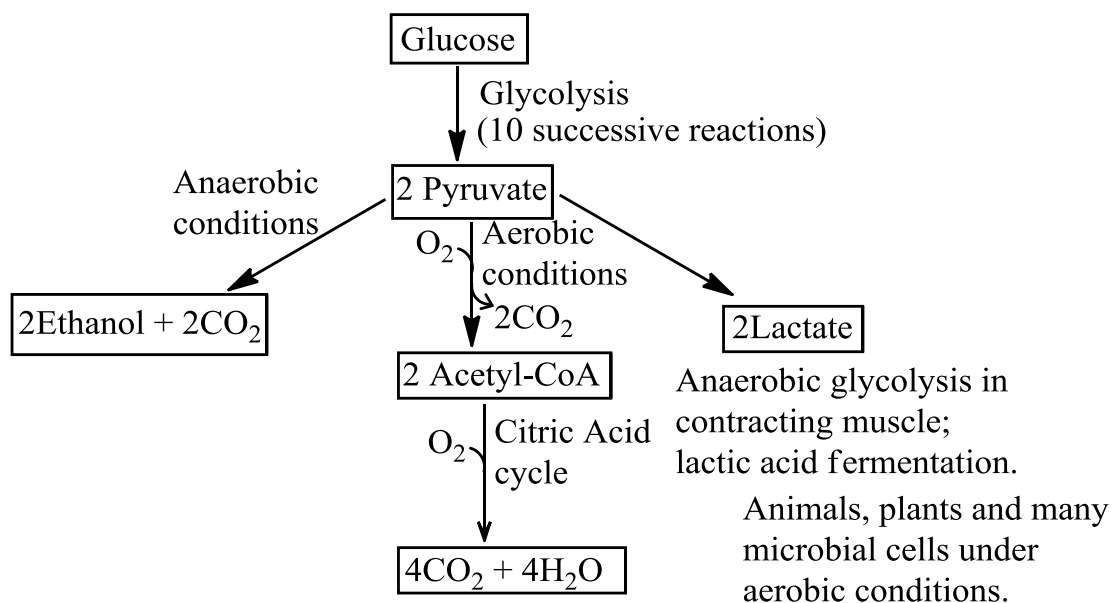 Glucose
Glycolysis
(10 successive reactions)
Anaerobic
conditions
2 Pyruvate
O2
Aerobic
conditions
2CO2
2Ethanol + 2CO2
2Lactate
2 Acetyl-CoA
Anaerobic glycolysis in
contracting muscle;
lactic acid fermentation.
O2
Citric Acid
cycle
Animals, plants and many
microbial cells under
aerobic conditions.
4CO2 + 4H2O